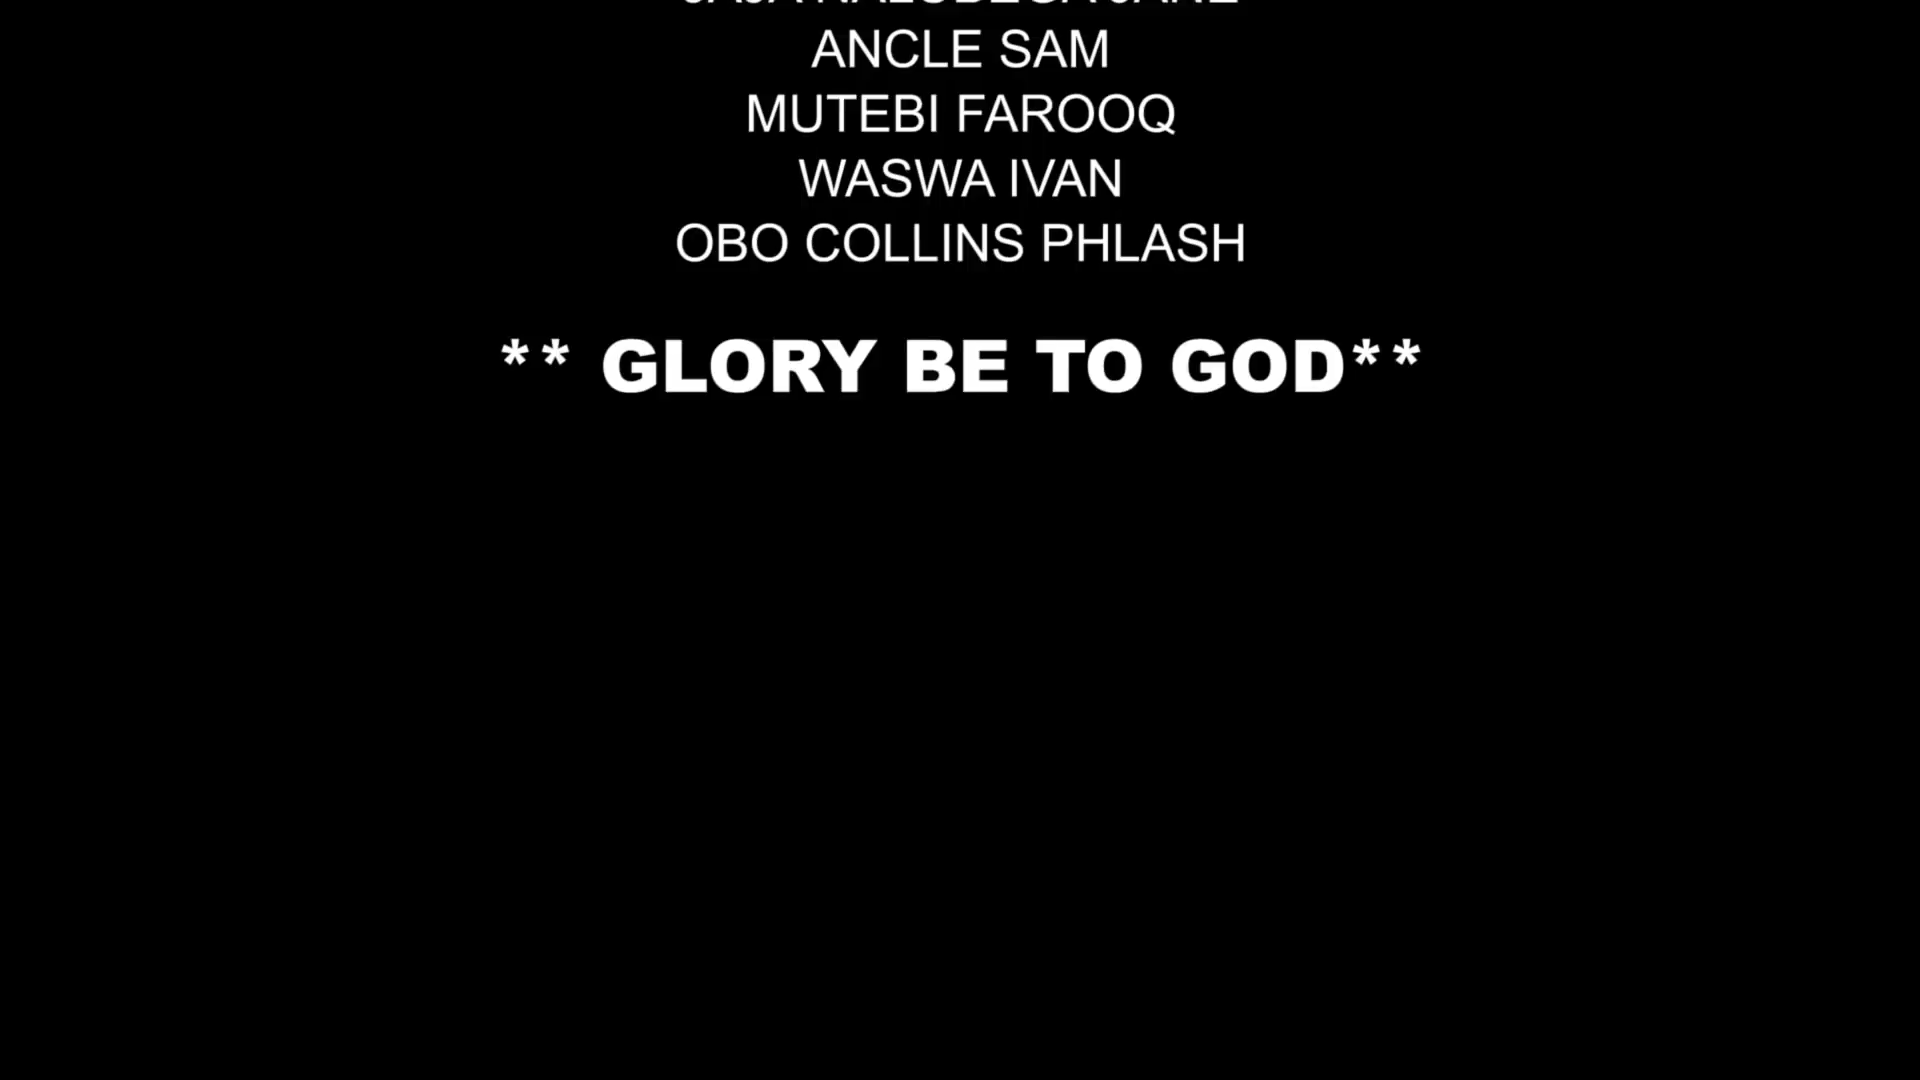 ANCLE SAM
MUTEBI FAROOQ
WASWA IVAN
OBO COLLINS PHLASH
** GLORY BE TO GOD**